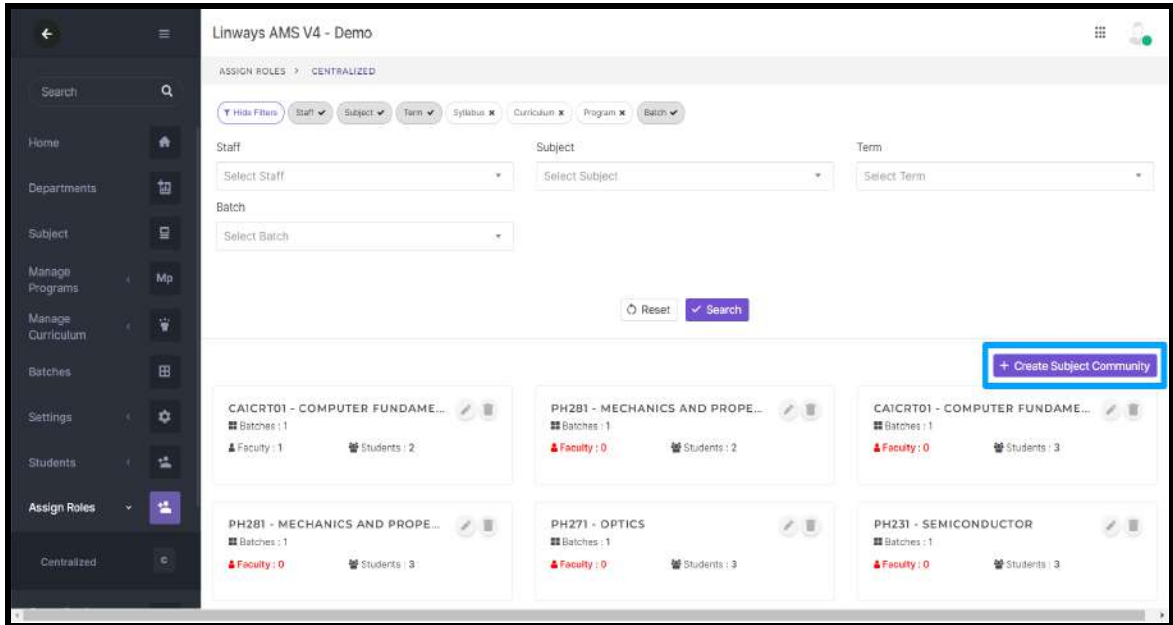 Linways AMS V4 - Demo
ASSIGN ROLES > CENTRALIZED
Search
Home
Departments
Subject
Manage Programs
Mp
Manage Curriculum
Batches
Settings
Students
Assign Roles
Centralized
C
Hide Filters Staff Subject Term Syllabus Curriculum Program Batch
Staff Subject Term
Select Staff Select Subject Select Term
Batch
Select Batch
Reset Search
+ Create Subject Community
CAICRT01 - COMPUTER FUNDAME...
Batches : 1
Faculty : 1 Students : 2
PH281 - MECHANICS AND PROPE...
Batches : 1
Faculty : 0 Students : 2
CAICRT01 - COMPUTER FUNDAME...
Batches : 1
Faculty : 0 Students : 3
PH281 - MECHANICS AND PROPE...
Batches : 1
Faculty : 0 Students : 3
PH271 - OPTICS
Batches : 1
Faculty : 0 Students : 3
PH231 - SEMICONDUCTOR
Batches : 1
Faculty : 0 Students : 3